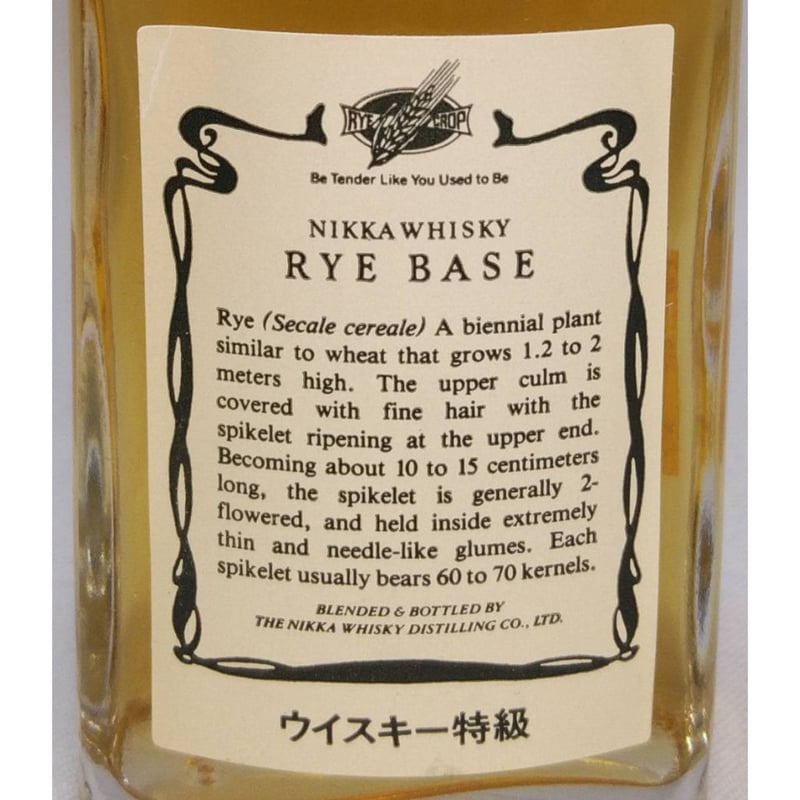 RYE CROP
Be Tender Like You Used to Be
NIKKA WHISKY
RYE BASE
Rye (Secale cereale) A biennial plant
similar to wheat that grows 1.2 to 2
meters high. The upper culm is
covered with fine hair with the
spikelet ripening at the upper end.
Becoming about 10 to 15 centimeters
long, the spikelet is generally 2-
flowered, and held inside extremely
thin and needle-like glumes. Each
spikelet usually bears 60 to 70 kernels.
BLENDED & BOTTLED BY
THE NIKKA WHISKY DISTILLING CO., LTD.
ウイスキー特級